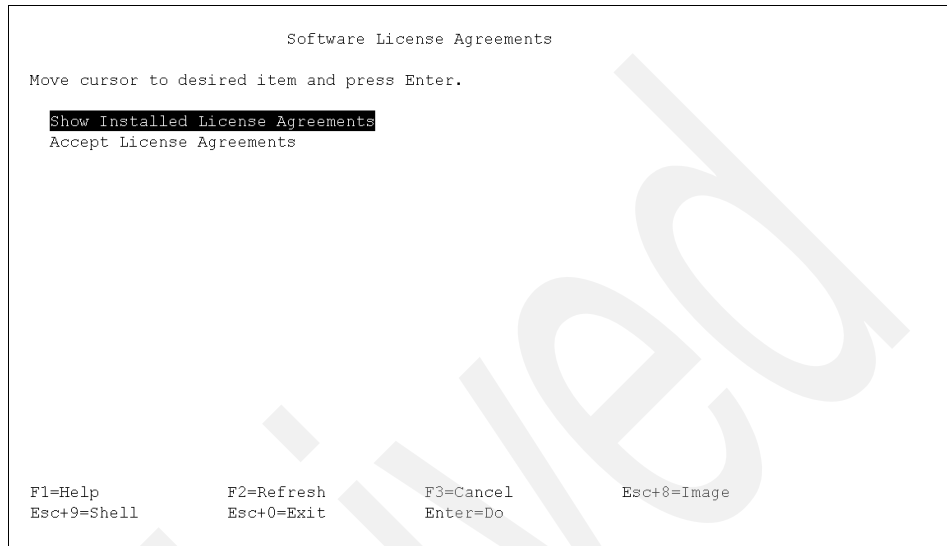 Software License Agreements
Move cursor to desired item and press Enter.
Show Installed License Agreements
Accept License Agreements
F1=Help F2=Refresh F3=Cancel Esc+8=Image
Esc+9=Shell Esc+0=Exit Enter=Do
ived